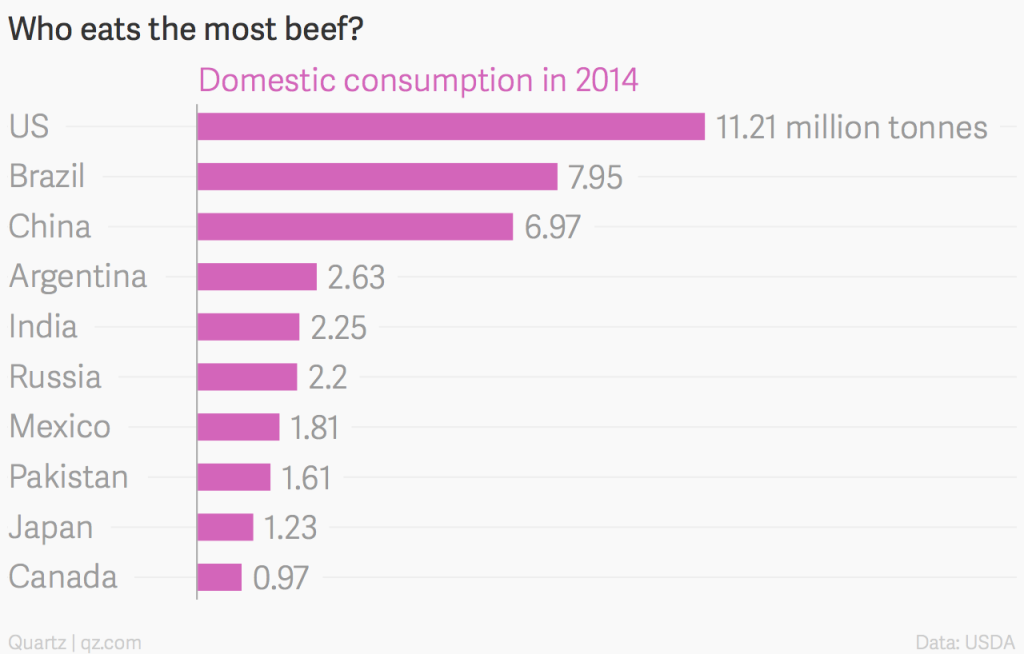 Who eats the most beef?
Domestic consumption in 2014
US 11.21 million tonnes
Brazil 7.95
China 6.97
Argentina 2.63
India 2.25
Russia 2.2
Mexico 1.81
Pakistan 1.61
Japan 1.23
Canada 0.97
Quartz | qz.com Data: USDA